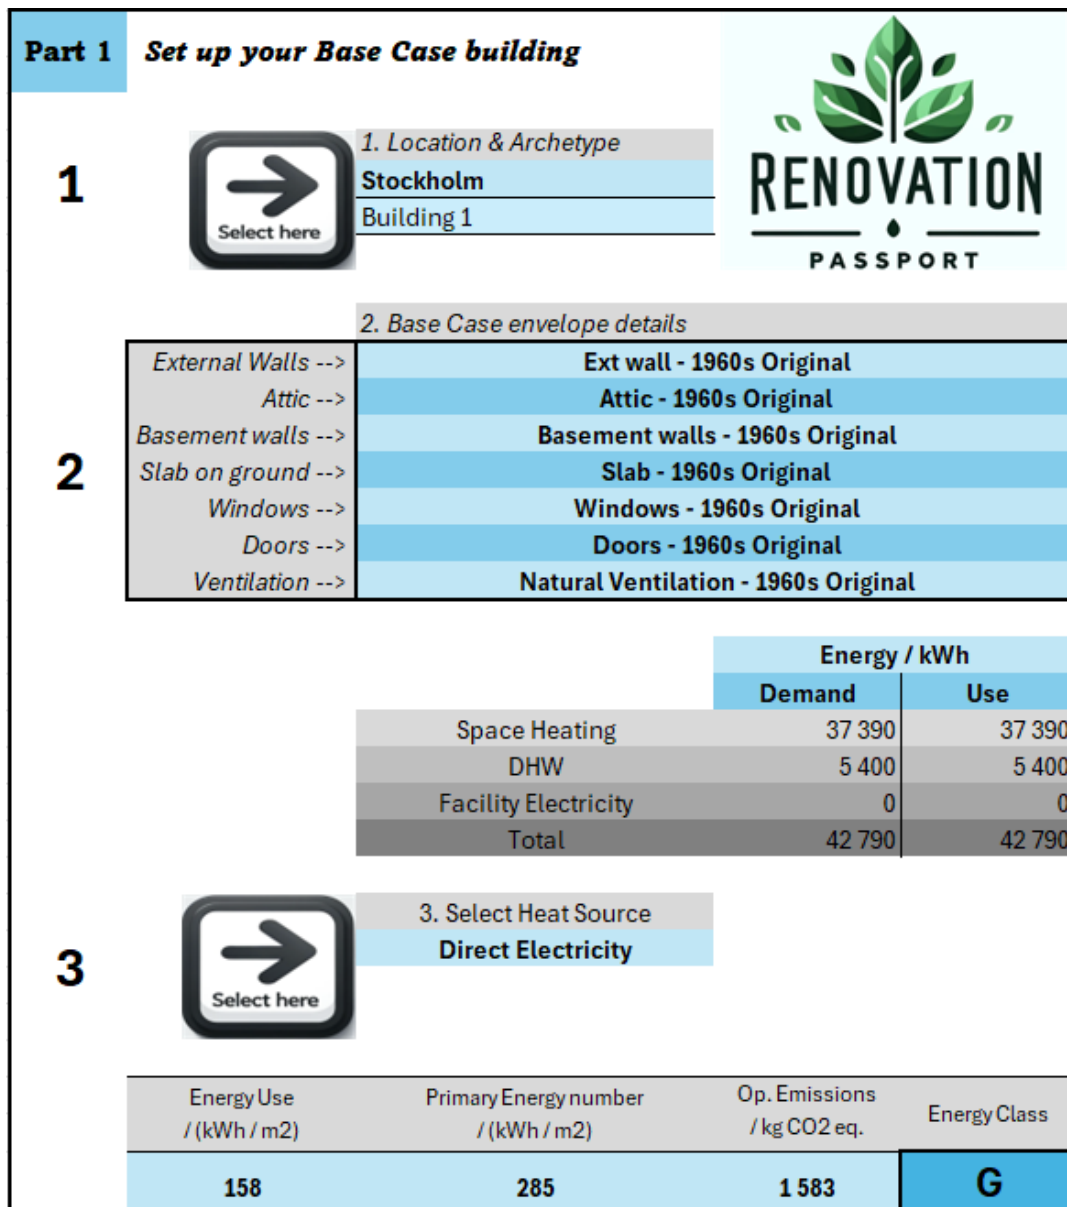 Part 1 Set up your Base Case building
RENOVATION
PASSPORT
1
Select here
1. Location & Archetype
Stockholm
Building 1
2. Base Case envelope details
2
External Walls --> Ext wall - 1960s Original
Attic --> Attic - 1960s Original
Basement walls --> Basement walls - 1960s Original
Slab on ground --> Slab - 1960s Original
Windows --> Windows - 1960s Original
Doors --> Doors - 1960s Original
Ventilation --> Natural Ventilation - 1960s Original
Energy / kWh
Demand Use
Space Heating 37 390 37 390
DHW 5 400 5 400
Facility Electricity 0 0
Total 42 790 42 790
3
Select here
3. Select Heat Source
Direct Electricity
Energy Use / (kWh / m2) Primary Energy number / (kWh / m2) Op. Emissions / kg CO2 eq. Energy Class
158 285 1 583 G